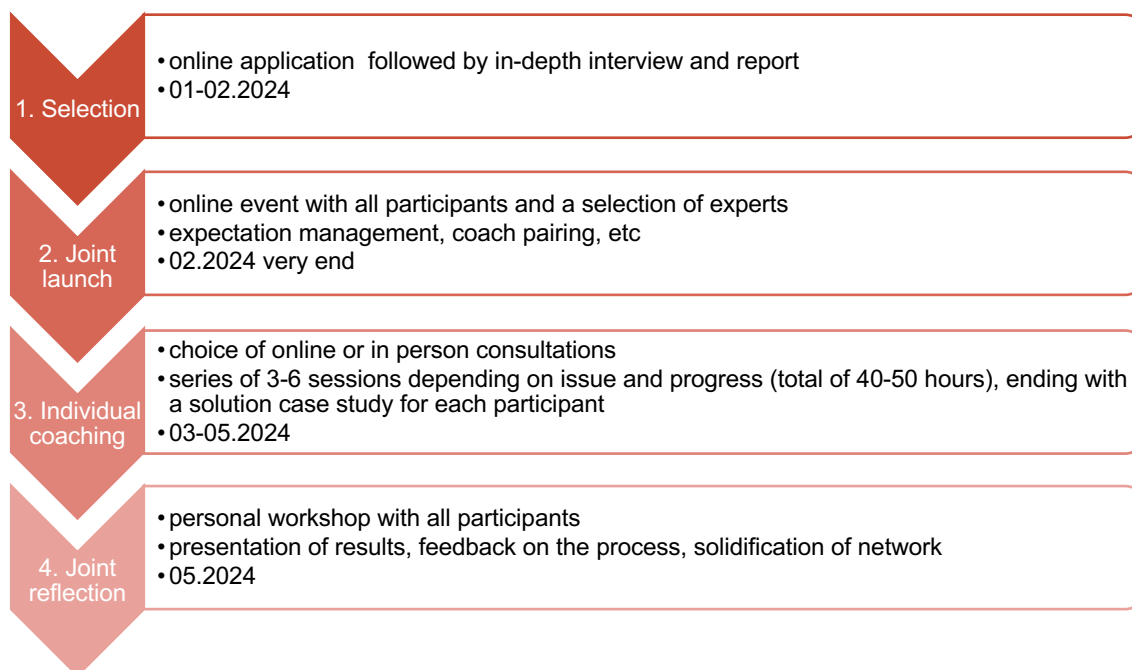 1. Selection
• online application  followed by in-depth interview and report
• 01-02.2024
2. Joint
launch
• online event with all participants and a selection of experts
• expectation management, coach pairing, etc
• 02.2024 very end
3. Individual
coaching
• choice of online or in person consultations
• series of 3-6 sessions depending on issue and progress (total of 40-50 hours), ending with
a solution case study for each participant
• 03-05.2024
4. Joint
reflection
• personal workshop with all participants
• presentation of results, feedback on the process, solidification of network
• 05.2024